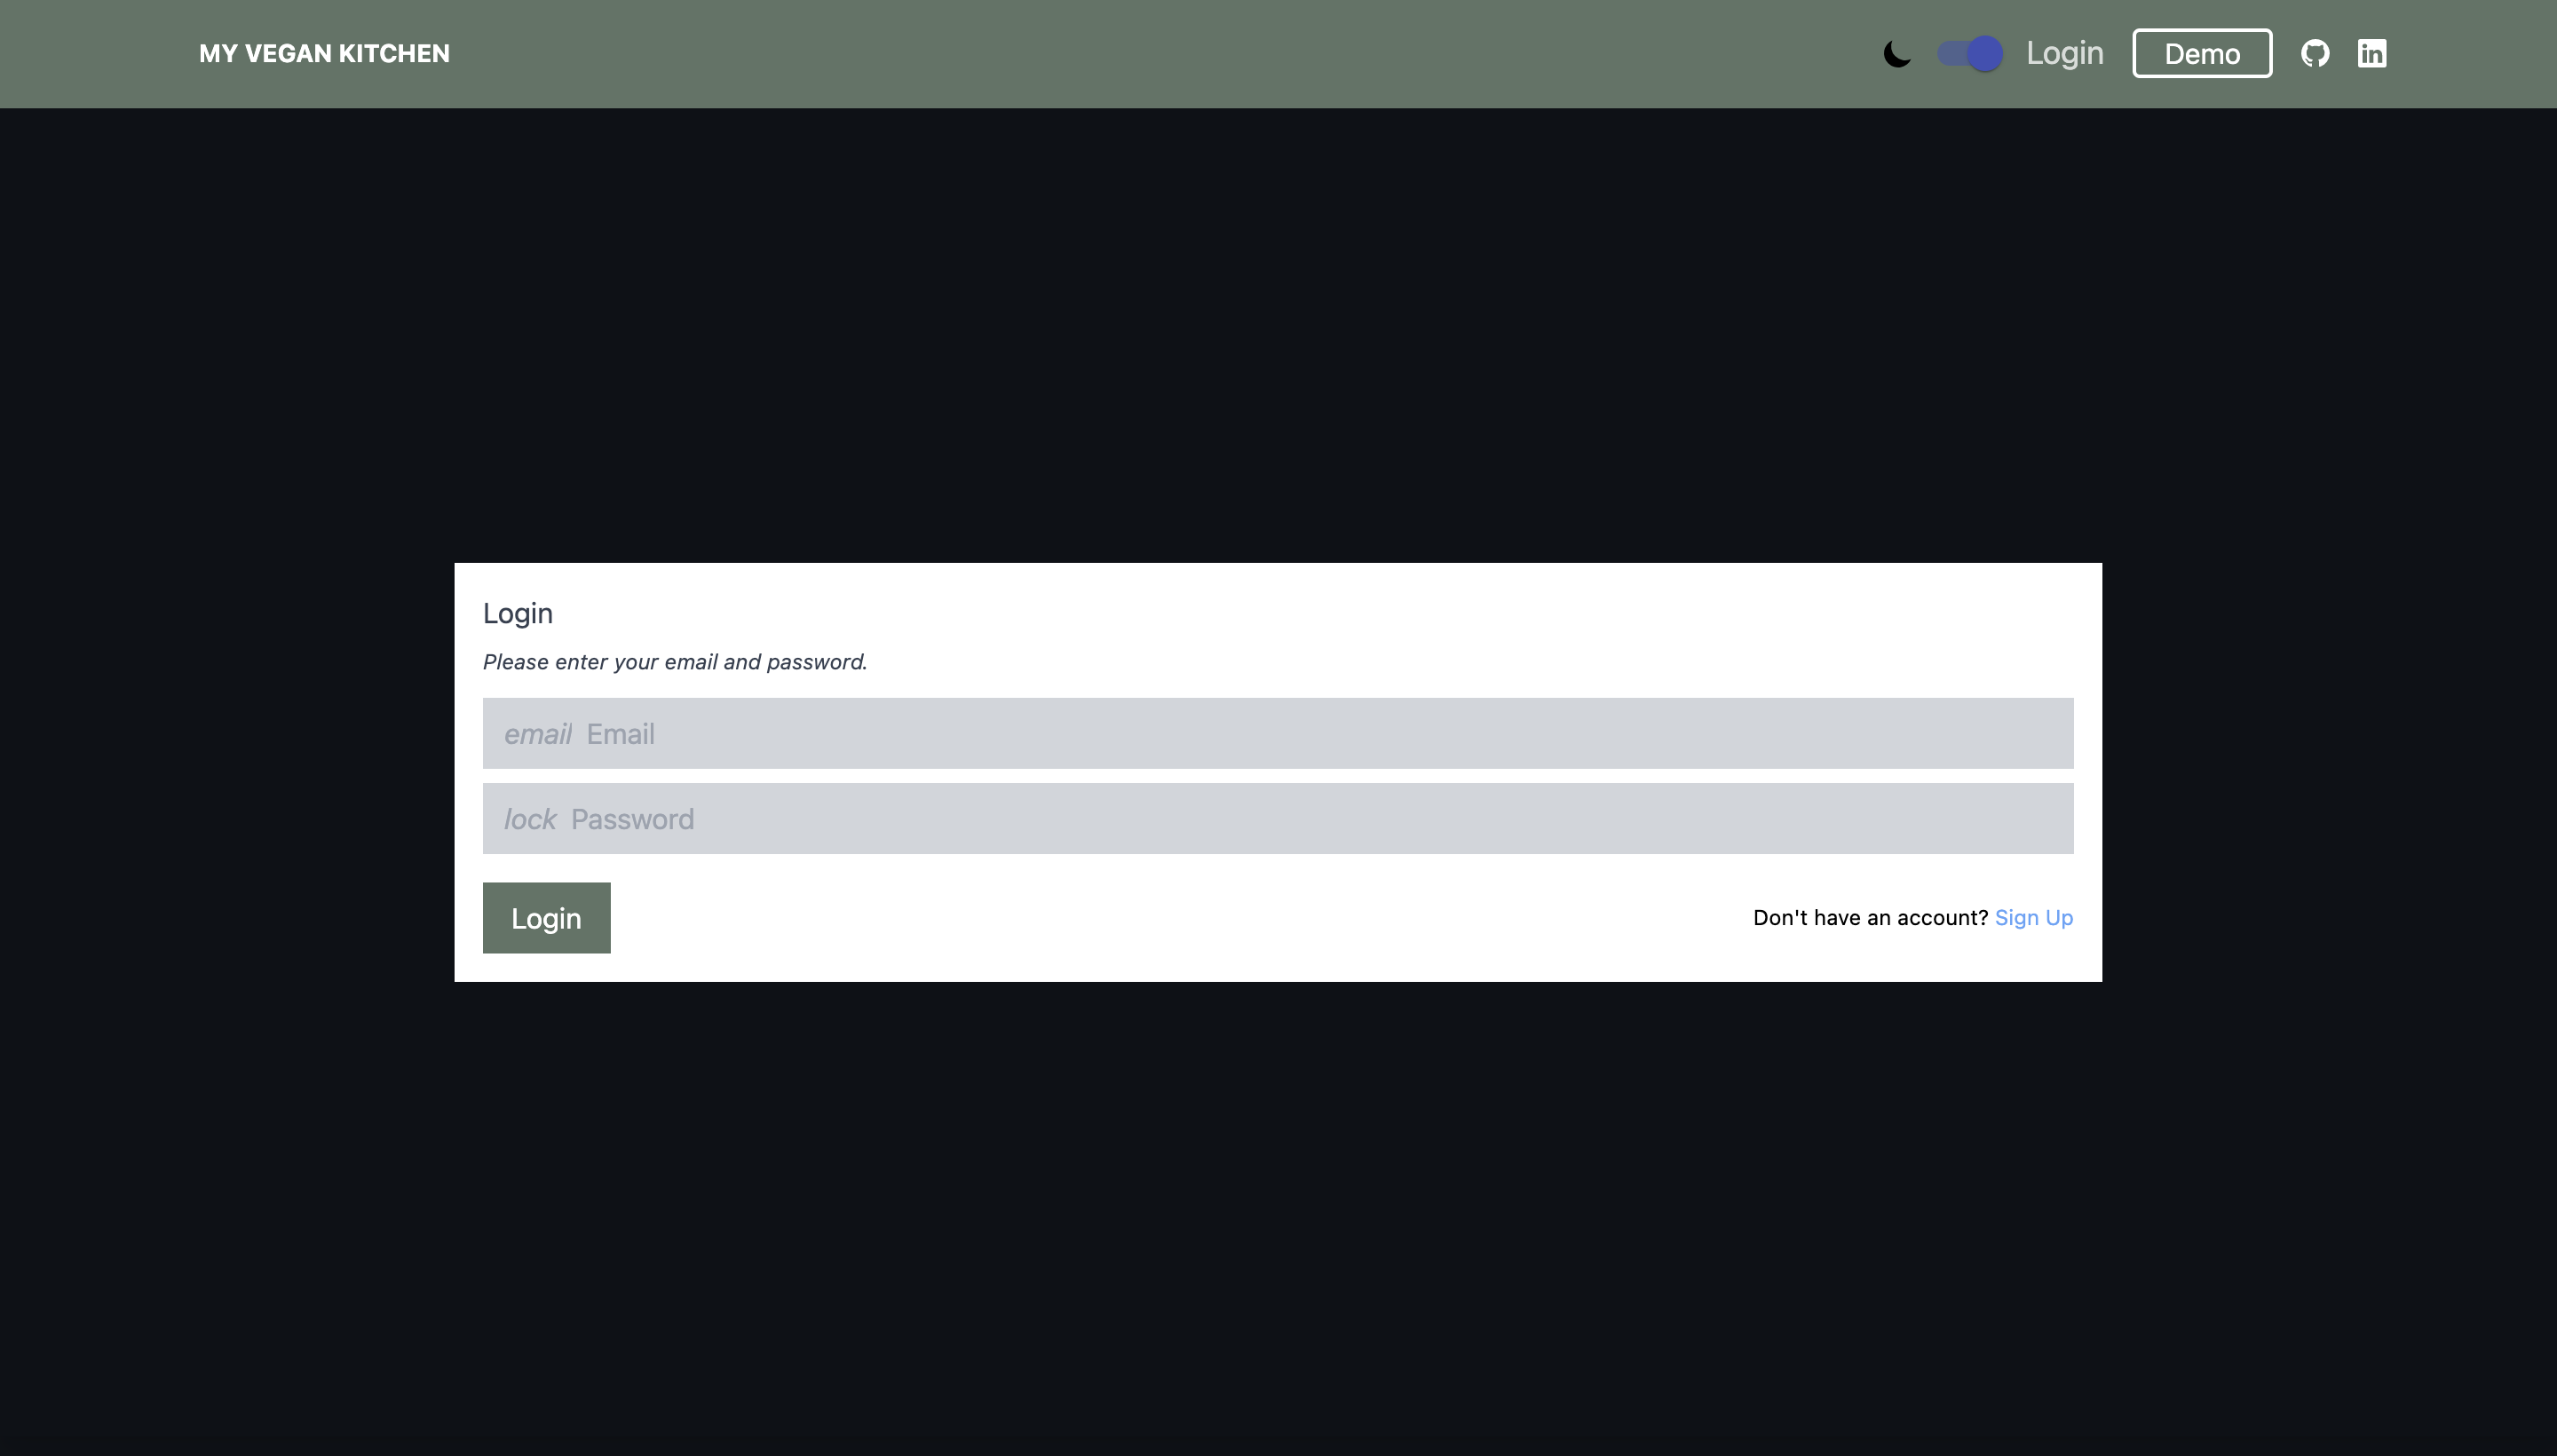 MY VEGAN KITCHEN
Login
Demo
in
Login
Please enter your email and password.
email Email
lock Password
Login
Don't have an account? Sign Up